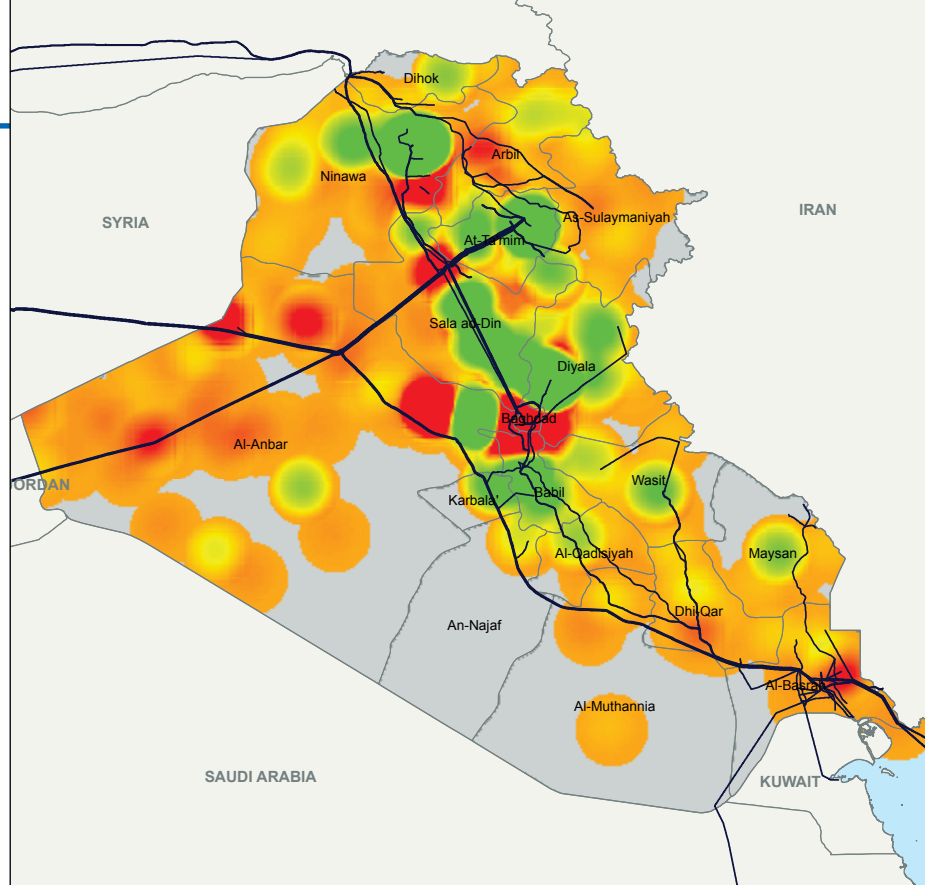 Dihok
Arbil
Ninawa
As-Sulaymaniyah
IRAN
SYRIA
At-Ta'mim
Sala ad-Din
Diyala
Baghdad
Al-Anbar
JORDAN
Wasit
Karbala'
Babil
Al-Qadisiyah
Maysan
Dhi-Qar
An-Najaf
Al-Basrah
Al-Muthannia
SAUDI ARABIA
KUWAIT